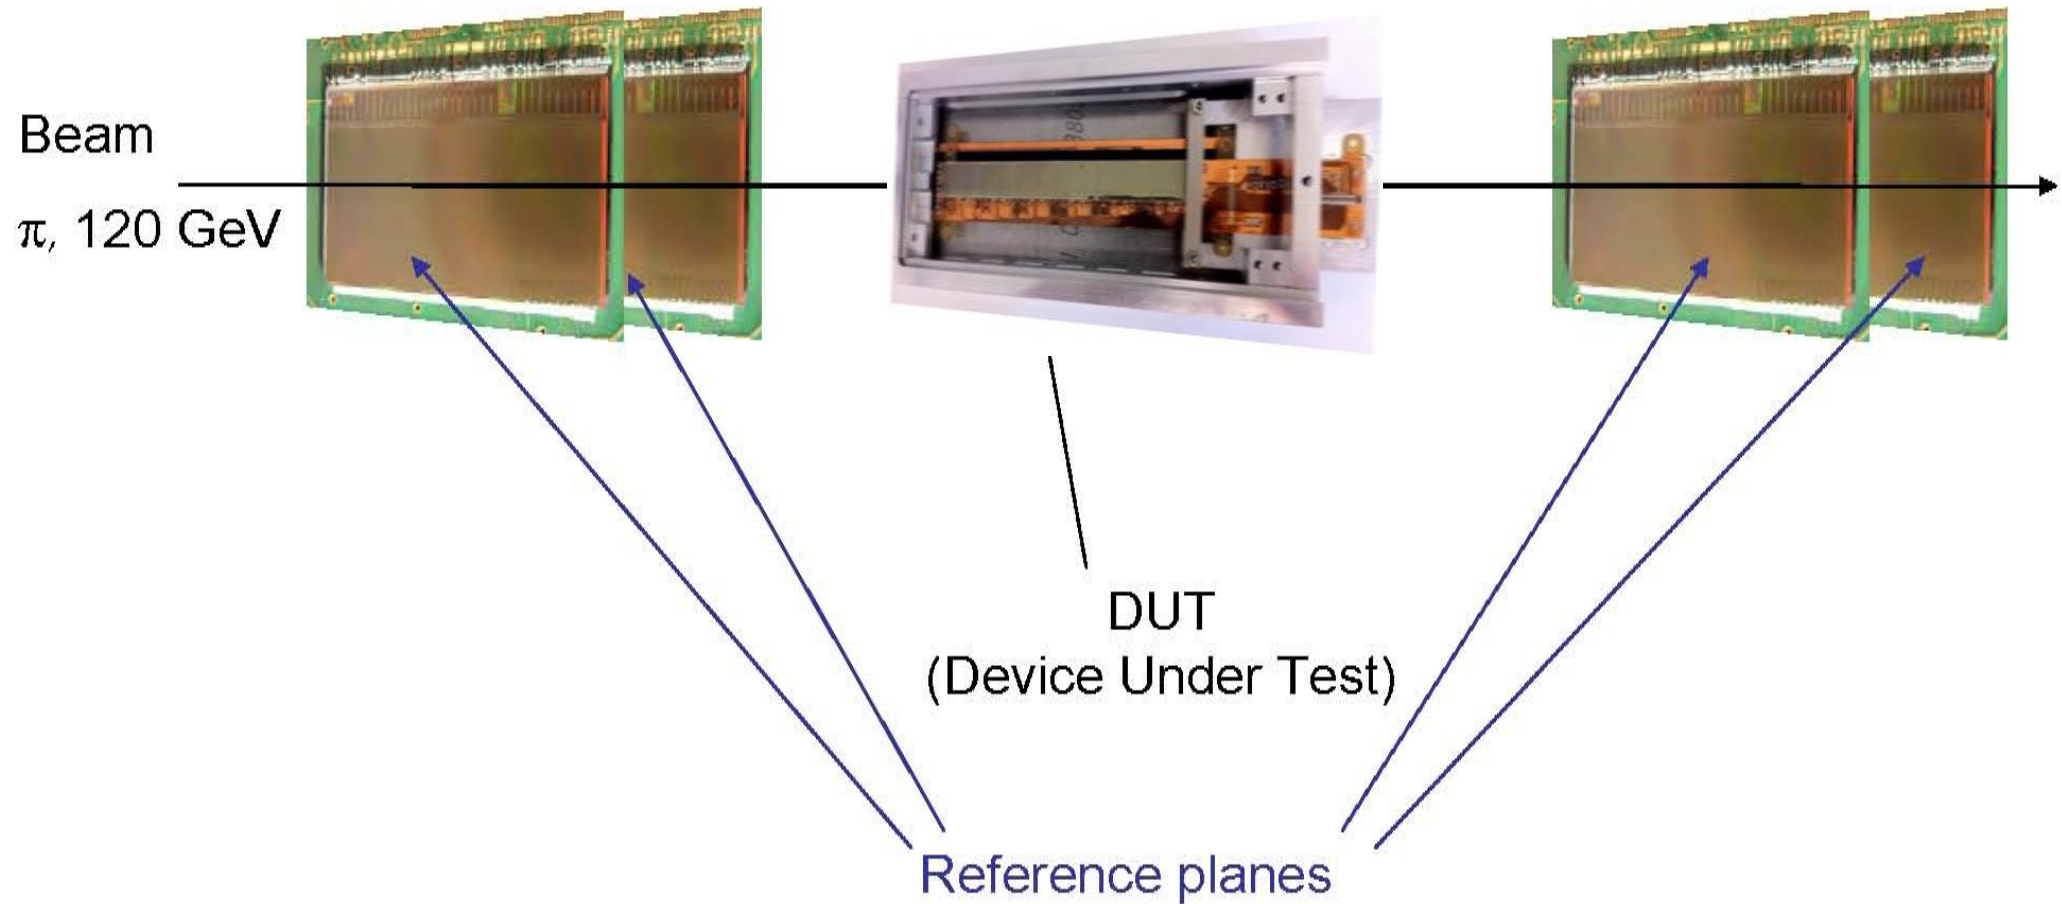 Beam
π, 120 GeV
DUT
(Device Under Test)
Reference planes